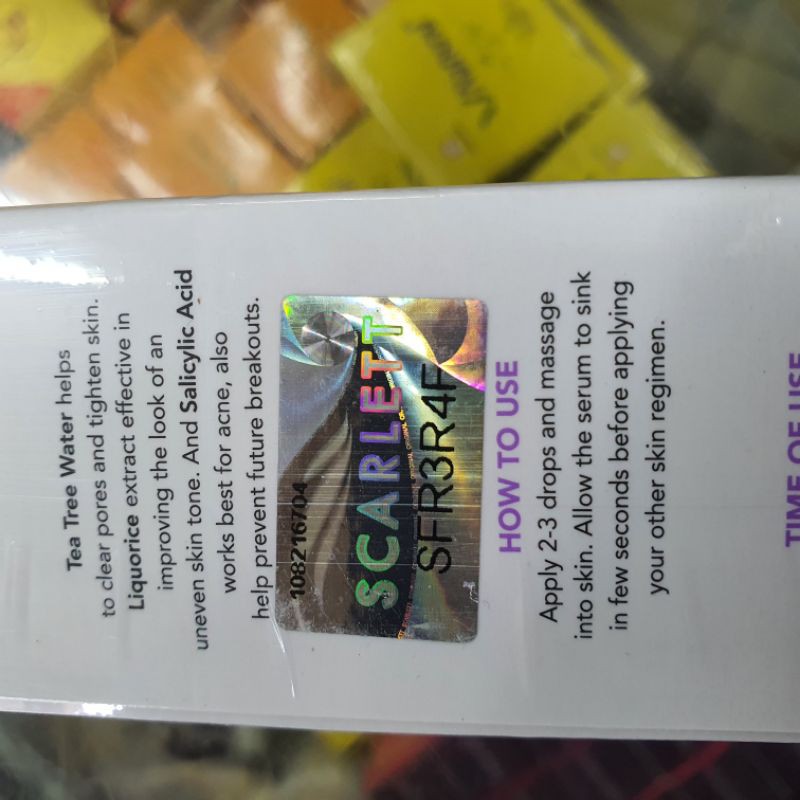 Tea Tree Water helps
to clear pores and tighten skin.
Liquorice extract effective in
improving the look of an
uneven skin tone. And Salicylic Acid
works best for acne, also
help prevent future breakouts.
108216704
SCARLETT
SFR3R4F
HOW TO USE
Apply 2-3 drops and massage
into skin. Allow the serum to sink
in few seconds before applying
your other skin regimen.
TIME OF USE